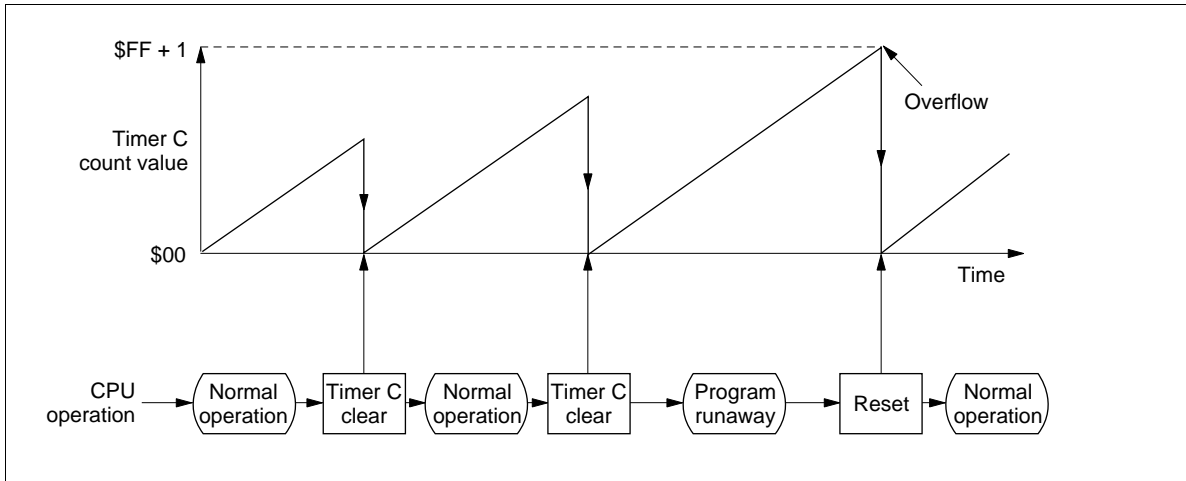 $FF + 1
Overflow
Timer C
count value
$00
Time
CPU
operation
Normal
operation
Timer C
clear
Normal
operation
Timer C
clear
Program
runaway
Reset
Normal
operation